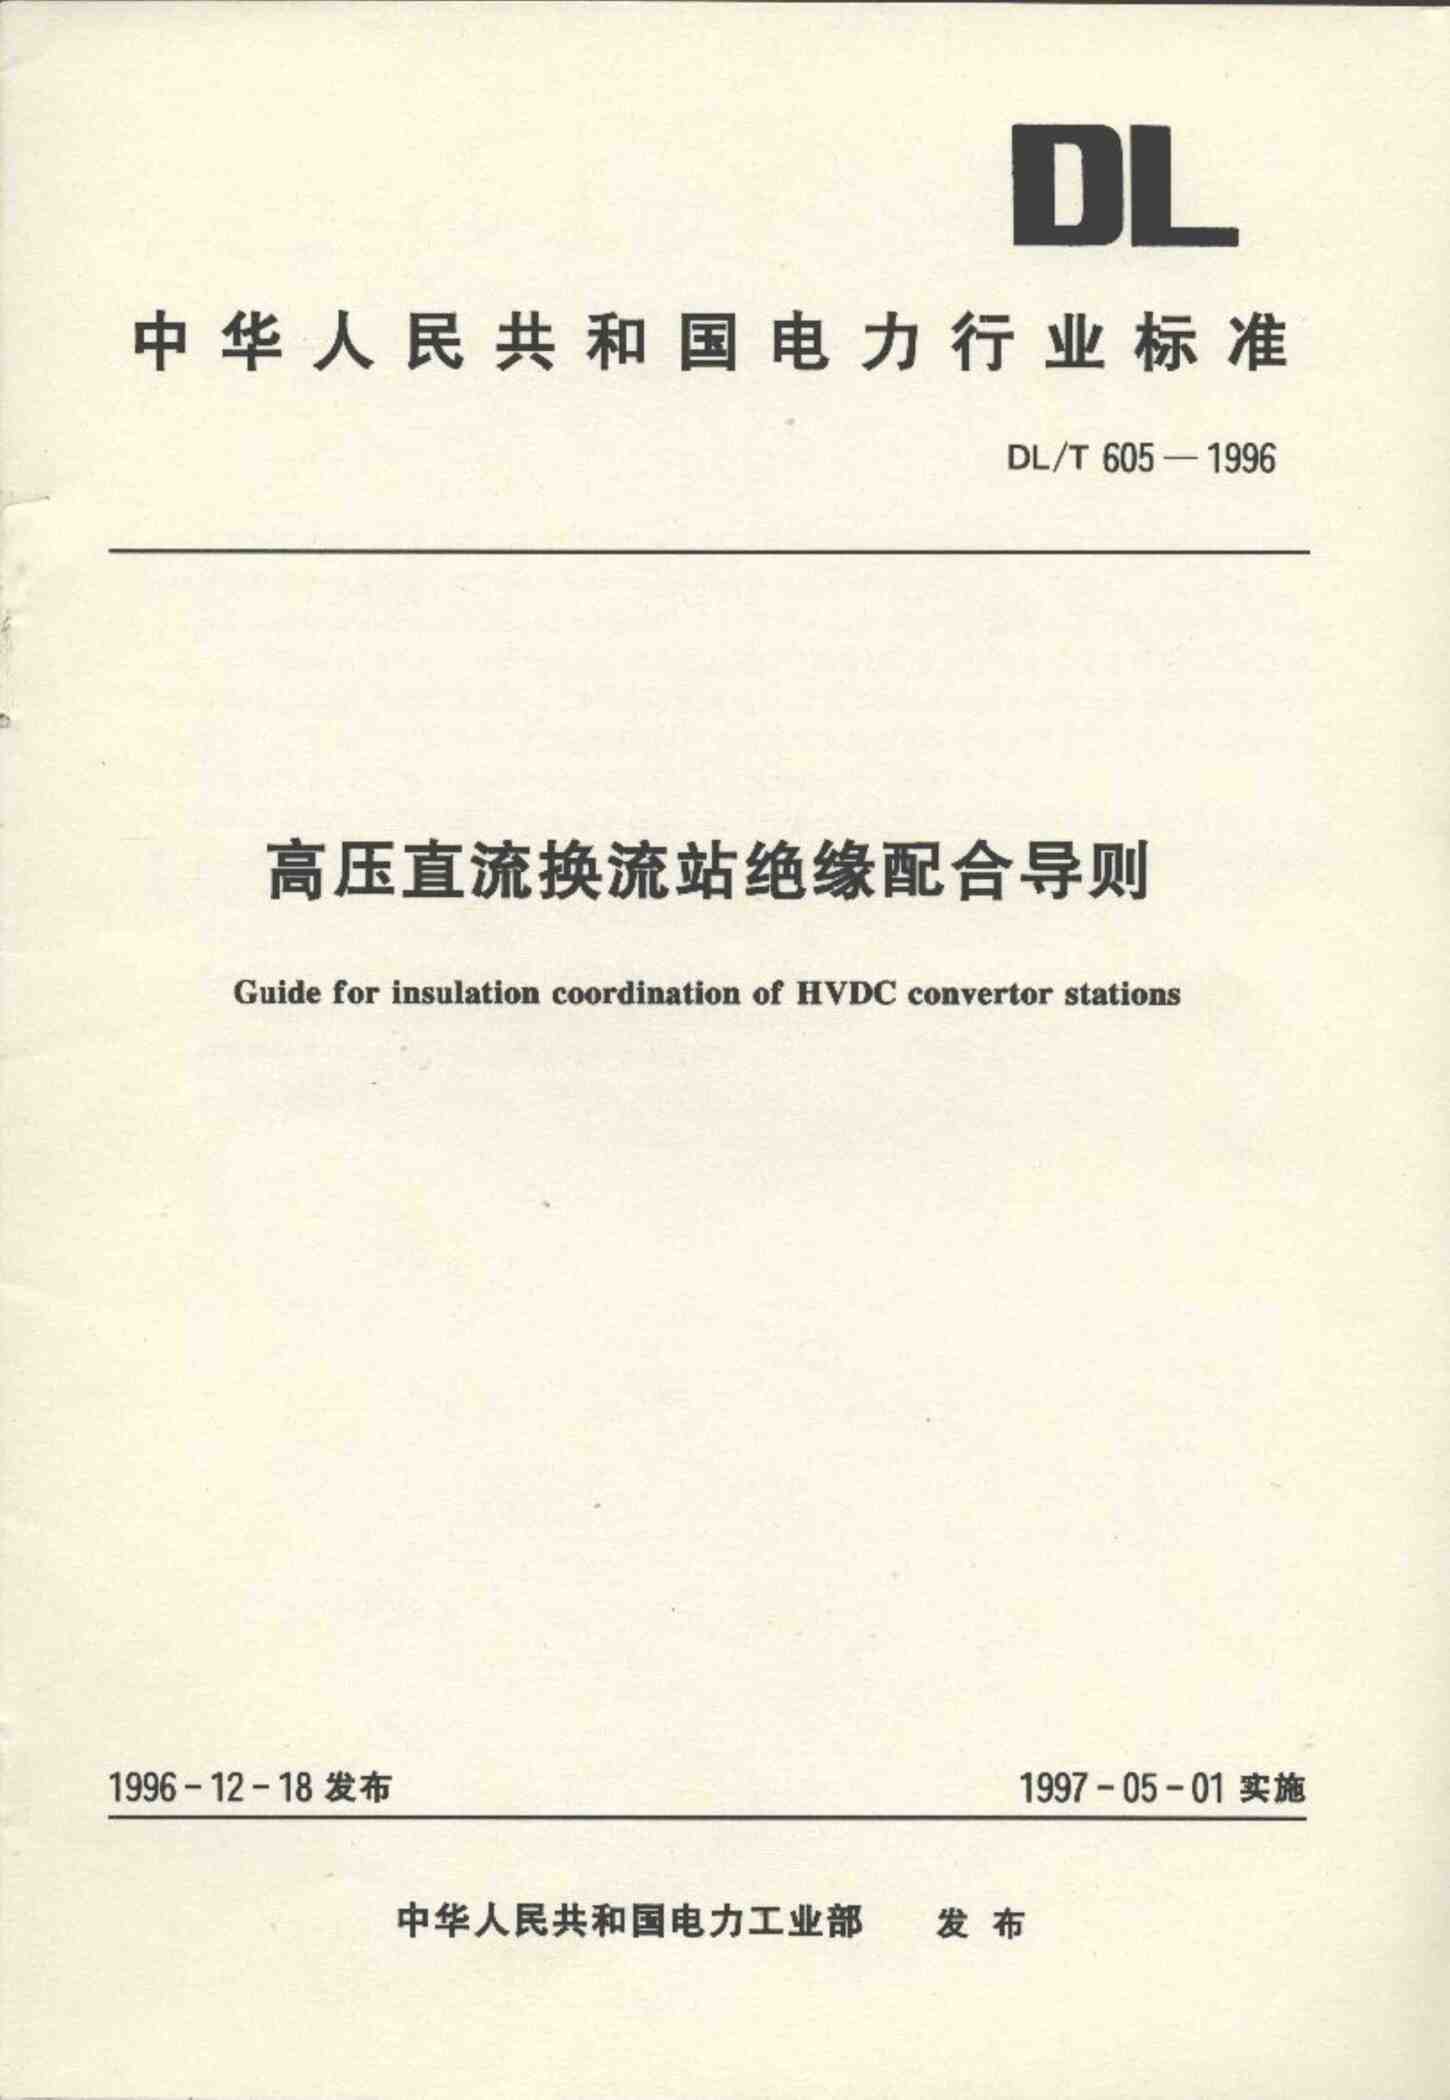 DL
中华人民共和国电力行业标准
DL/T 605—1996
高压直流换流站绝缘配合导则
Guide for insulation coordination of HVDC convertor stations
1996-12-18 发布 1997-05-01 实施
中华人民共和国电力工业部 发布